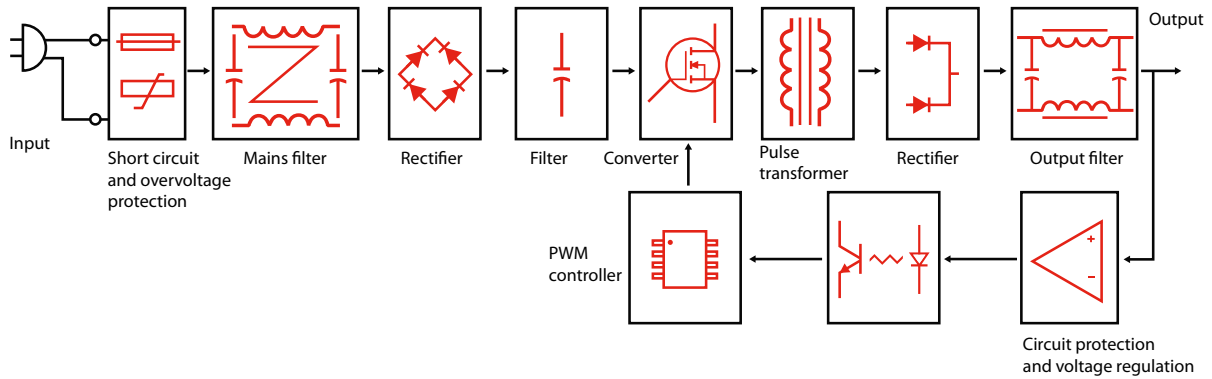 Output
Input
Short circuit
and overvoltage
protection
Mains filter
Rectifier
Filter
Converter
Pulse
transformer
Rectifier
Output filter
PWM
controller
Circuit protection
and voltage regulation